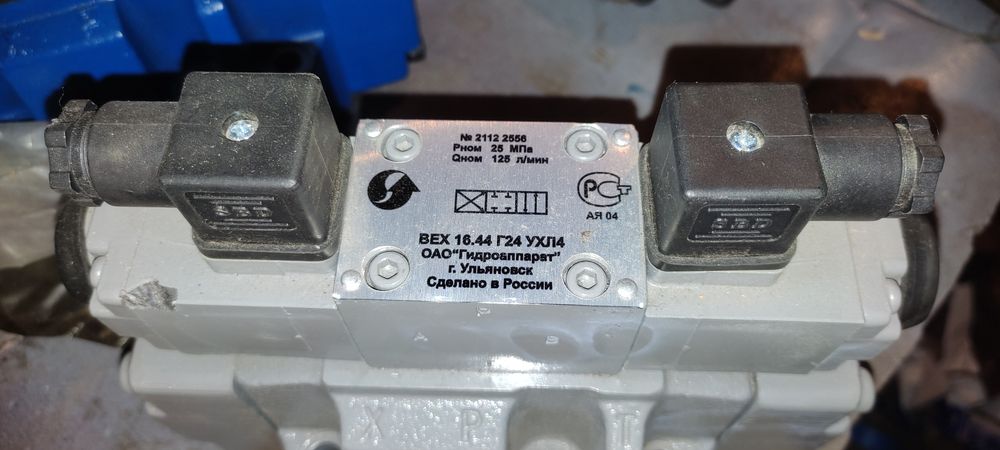 № 2112 2556
Рном 25 МПа
Qном 125 л/мин
РСТ
АЯ 04
ВЕХ 16.44 Г24 УХЛ4
ОАО"Гидроаппарат"
г. Ульяновск
Сделано в России
P
A B
X P T